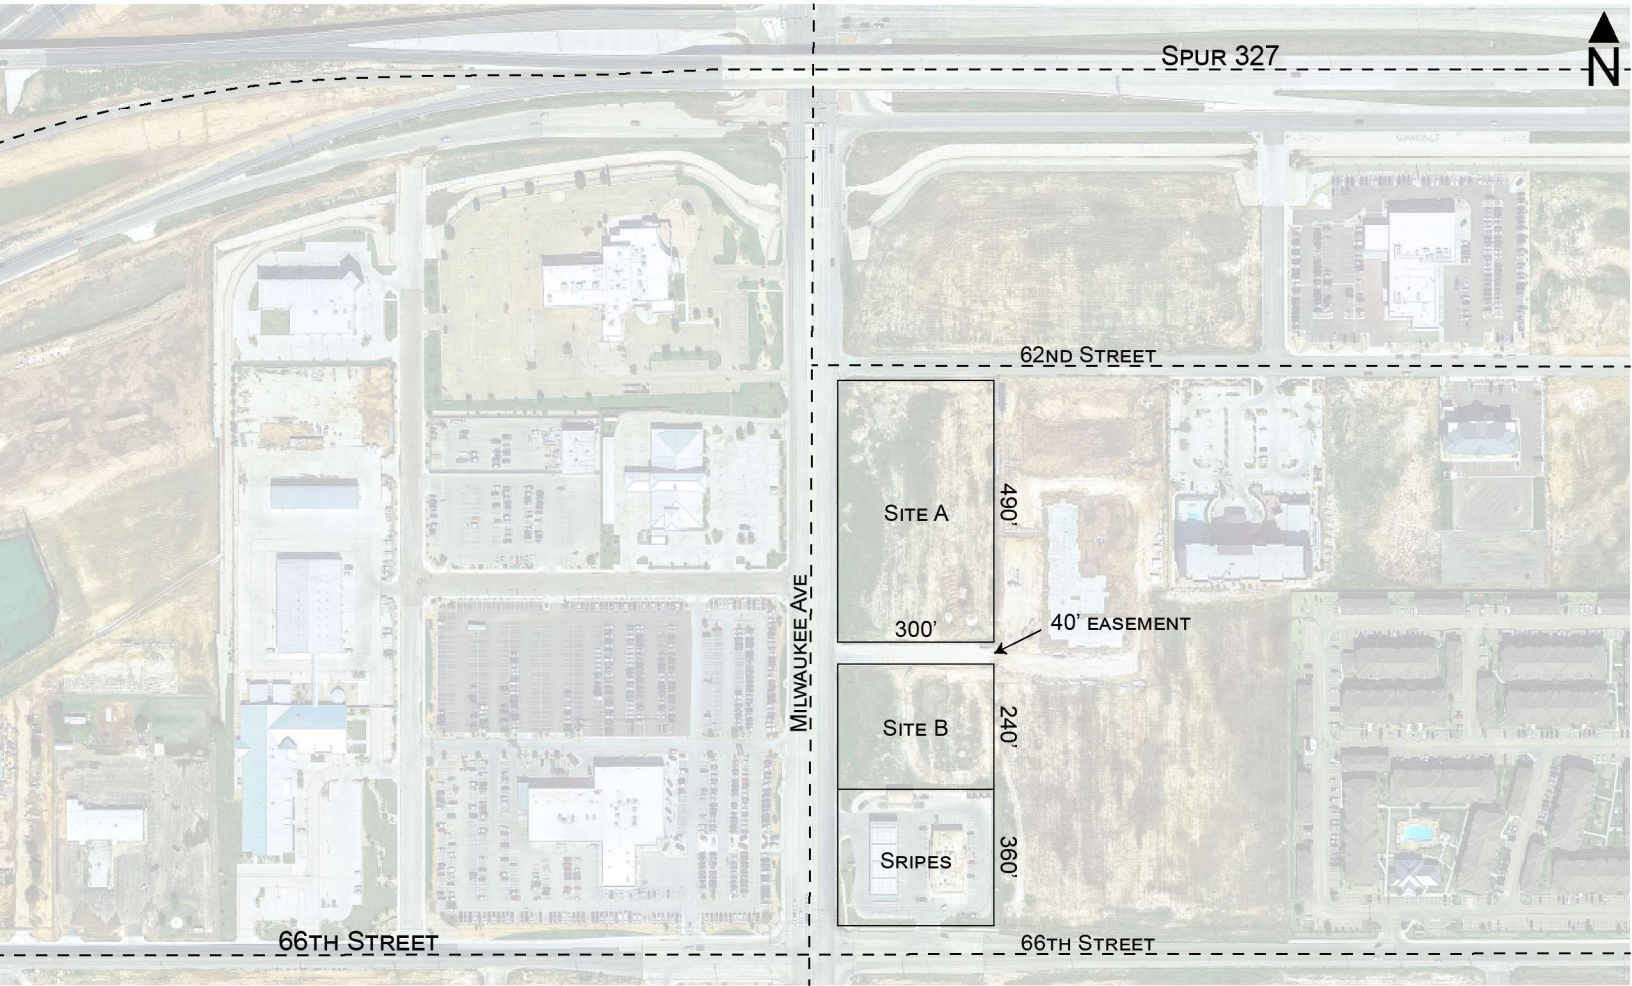 SPUR 327
N
62ND STREET
SITE A
490'
300'
40' EASEMENT
MILWAUKEE AVE
SITE B
240'
SRIPES
360'
66TH STREET
66TH STREET